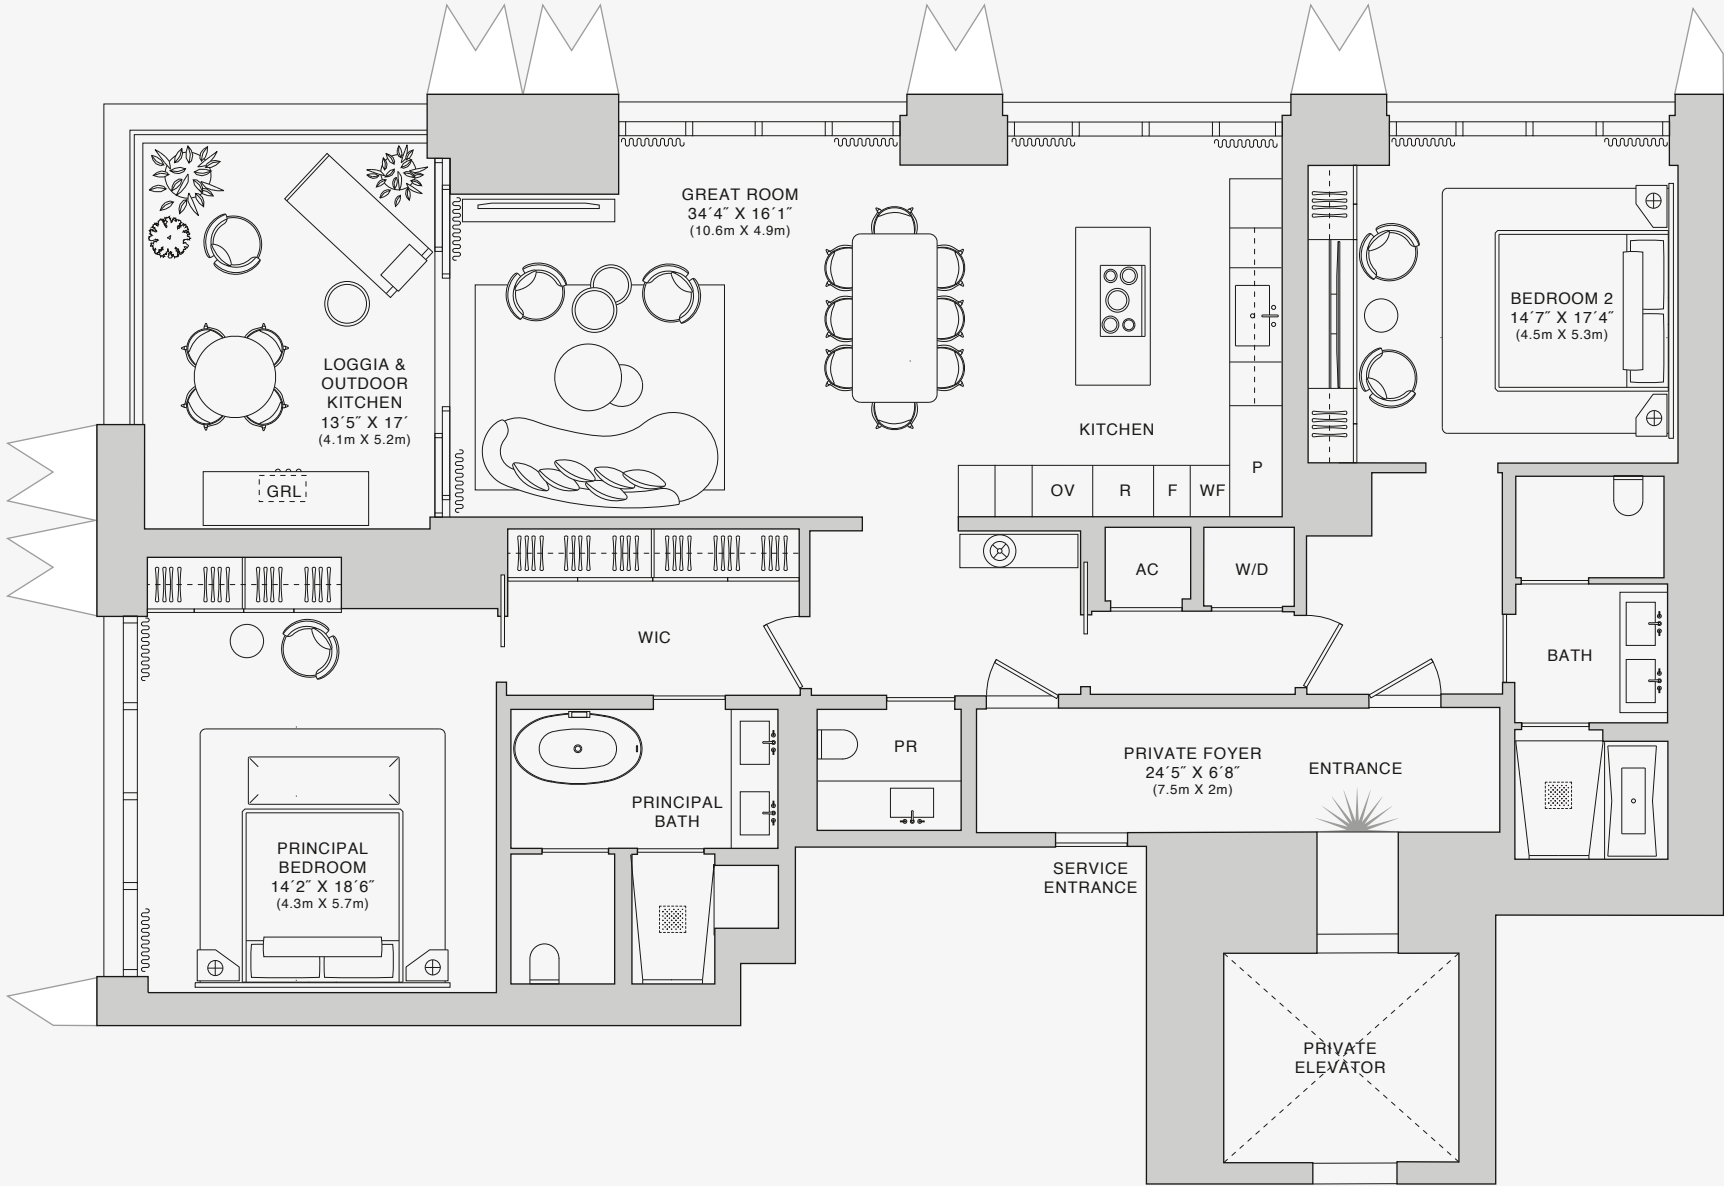 GREAT ROOM
34´4˝ X 16´1˝
(10.6m X 4.9m)
BEDROOM 2
14´7˝ X 17´4˝
(4.5m X 5.3m)
LOGGIA &
OUTDOOR
KITCHEN
13´5˝ X 17´
(4.1m X 5.2m)
GRL
KITCHEN
P
OV
R
F
WF
AC
W/D
WIC
BATH
PR
PRIVATE FOYER
24´5˝ X 6´8˝
(7.5m X 2m)
ENTRANCE
PRINCIPAL
BATH
PRINCIPAL
BEDROOM
14´2˝ X 18´6˝
(4.3m X 5.7m)
SERVICE
ENTRANCE
PRIVATE
ELEVATOR